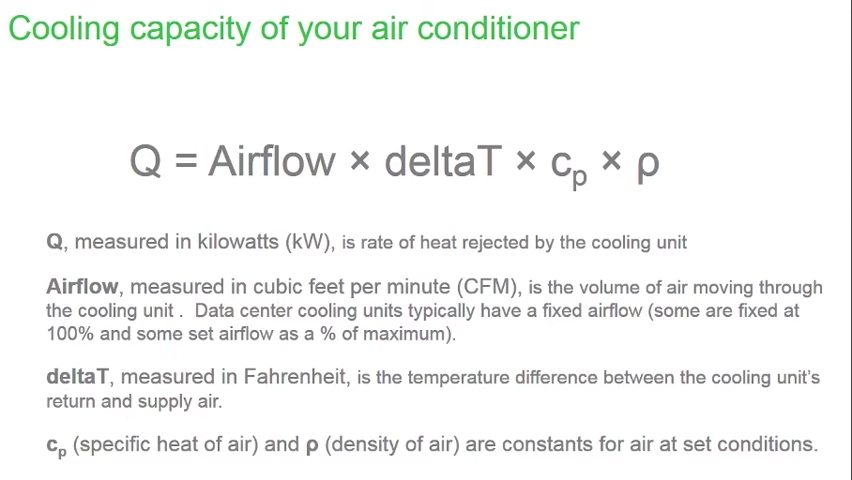 Cooling capacity of your air conditioner
Q = Airflow × deltaT × cp × ρ
Q, measured in kilowatts (kW), is rate of heat rejected by the cooling unit
Airflow, measured in cubic feet per minute (CFM), is the volume of air moving through
the cooling unit . Data center cooling units typically have a fixed airflow (some are fixed at
100% and some set airflow as a % of maximum).
deltaT, measured in Fahrenheit, is the temperature difference between the cooling unit's
return and supply air.
cp (specific heat of air) and ρ (density of air) are constants for air at set conditions.